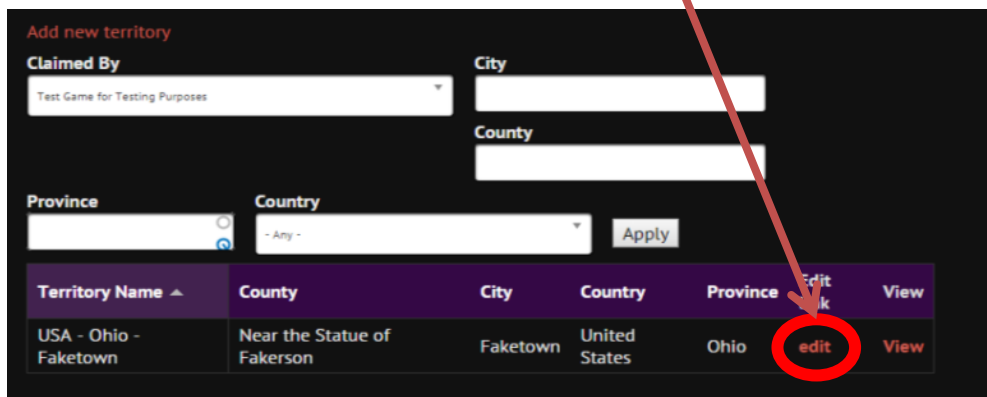 Add new territory
Claimed By
City
Test Game for Testing Purposes
County
Province
Country
- Any -
Apply
Territory Name County City Country Province Edit View
USA - Ohio - Faketown Near the Statue of Fakerson Faketown United States Ohio edit View